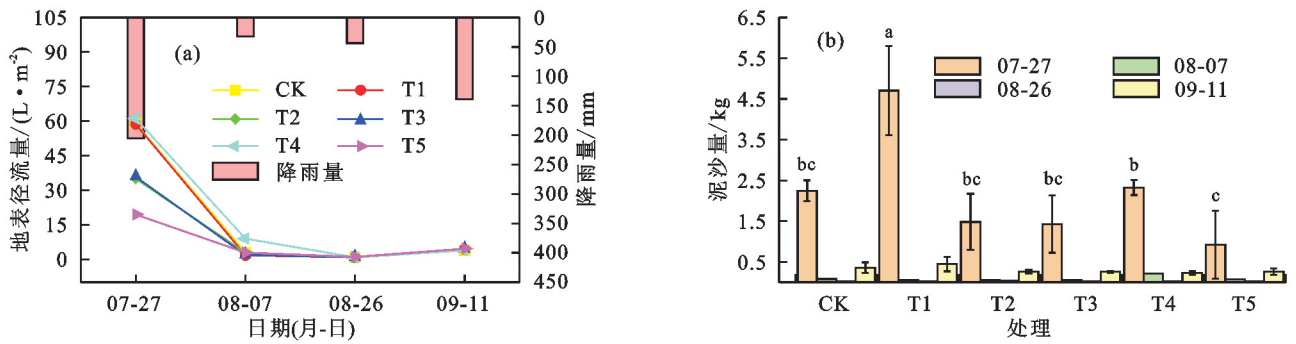 (a)
地表径流量/(L·m⁻²)
105
90
75
60
45
30
15
0
CK
T1
T2
T3
T4
T5
降雨量
0
50
100
150
200
250
300
350
400
450
降雨量/mm
07-27
08-07
08-26
09-11
日期(月-日)
(b)
泥沙量/kg
6.5
5.5
4.5
3.5
2.5
1.5
0.5
07-27
08-07
08-26
09-11
bc
a
bc
bc
b
c
CK
T1
T2
T3
T4
T5
处理